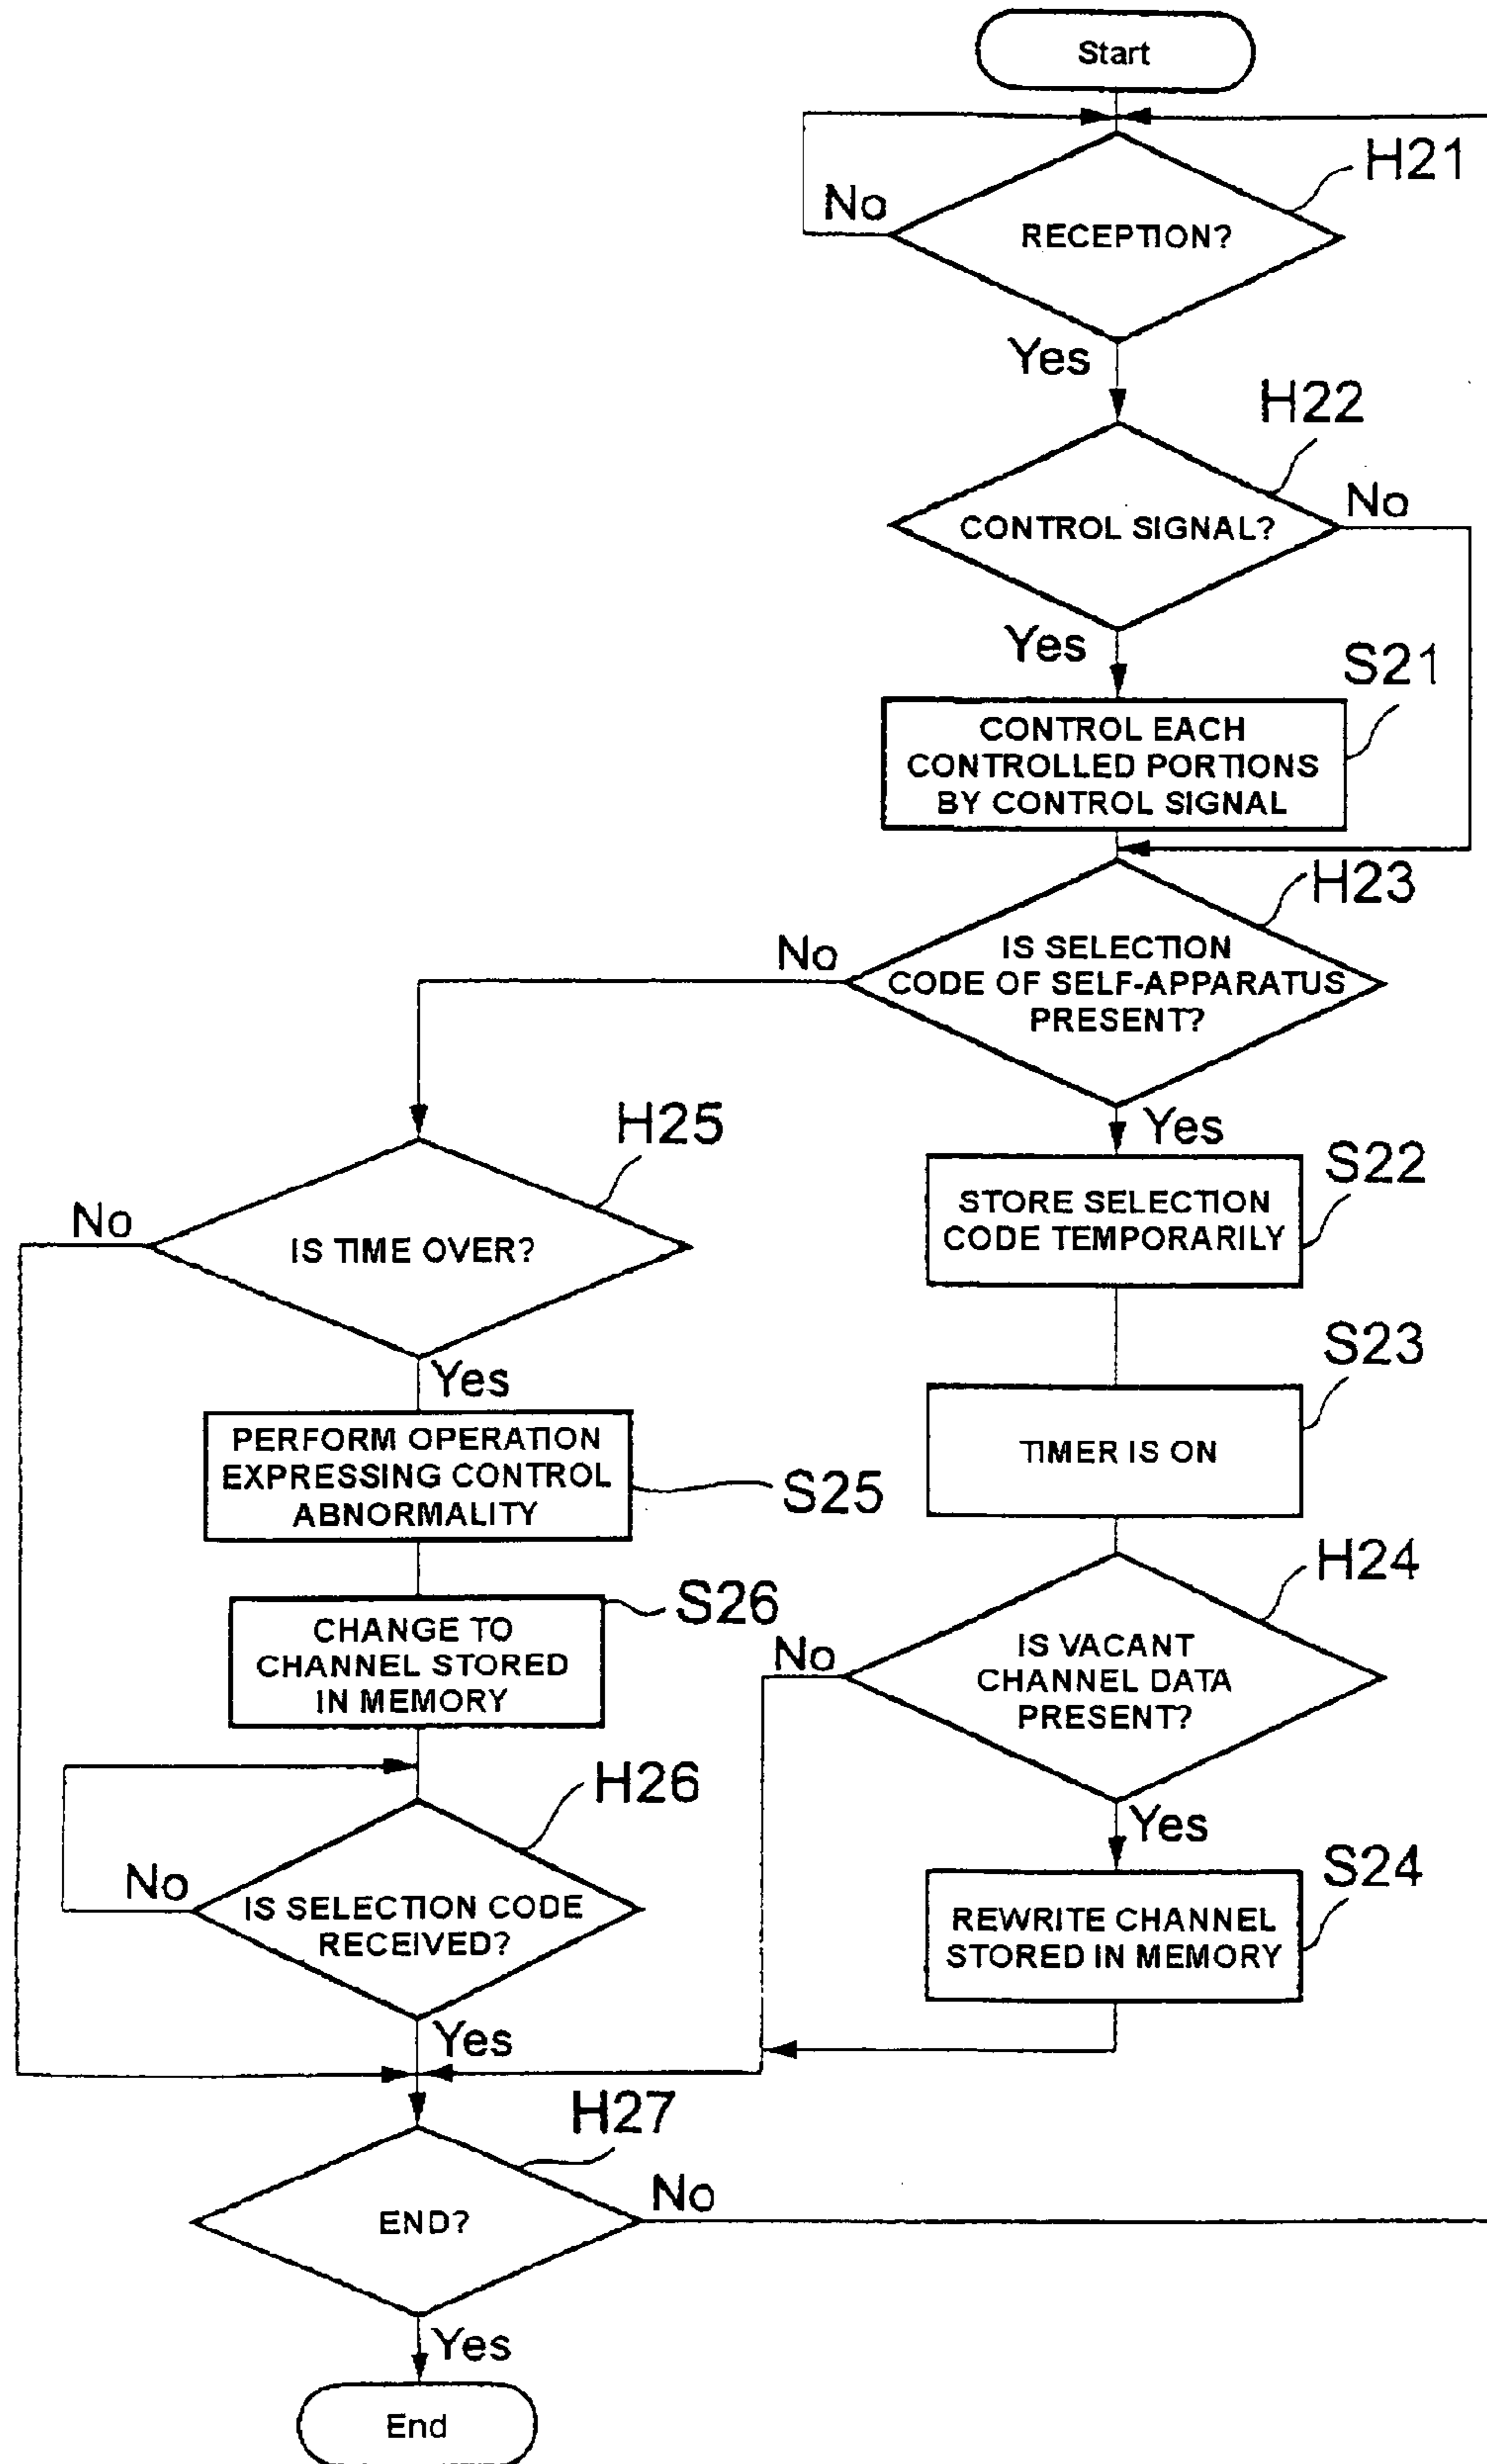 Start
H21
No
RECEPTION?
Yes
H22
No
CONTROL SIGNAL?
Yes
S21
CONTROL EACH
CONTROLLED PORTIONS
BY CONTROL SIGNAL
H23
No
IS SELECTION
CODE OF SELF-APPARATUS
PRESENT?
Yes
H25
No
IS TIME OVER?
Yes
S22
STORE SELECTION
CODE TEMPORARILY
S23
TIMER IS ON
PERFORM OPERATION
EXPRESSING CONTROL
ABNORMALITY
S25
H24
No
IS VACANT
CHANNEL DATA
PRESENT?
Yes
S26
CHANGE TO
CHANNEL STORED
IN MEMORY
H26
No
IS SELECTION CODE
RECEIVED?
Yes
S24
REWRITE CHANNEL
STORED IN MEMORY
H27
No
END?
Yes
End